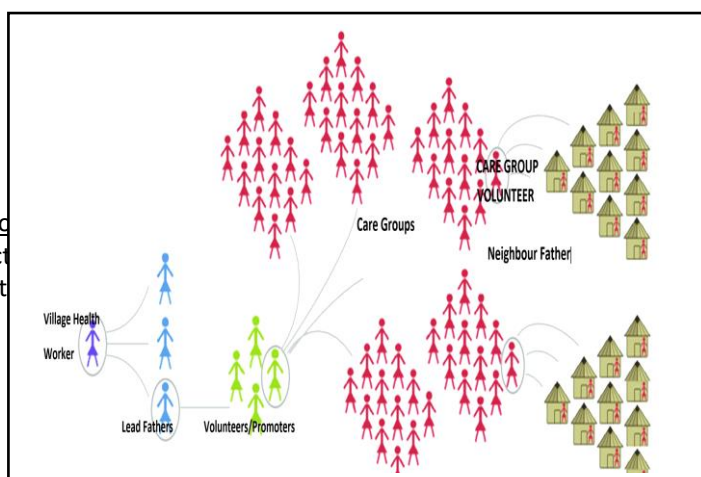 CARE GROUP
VOLUNTEER
Care Groups
Neighbour Father
Village Health
Worker
Lead Fathers
Volunteers/Promoters